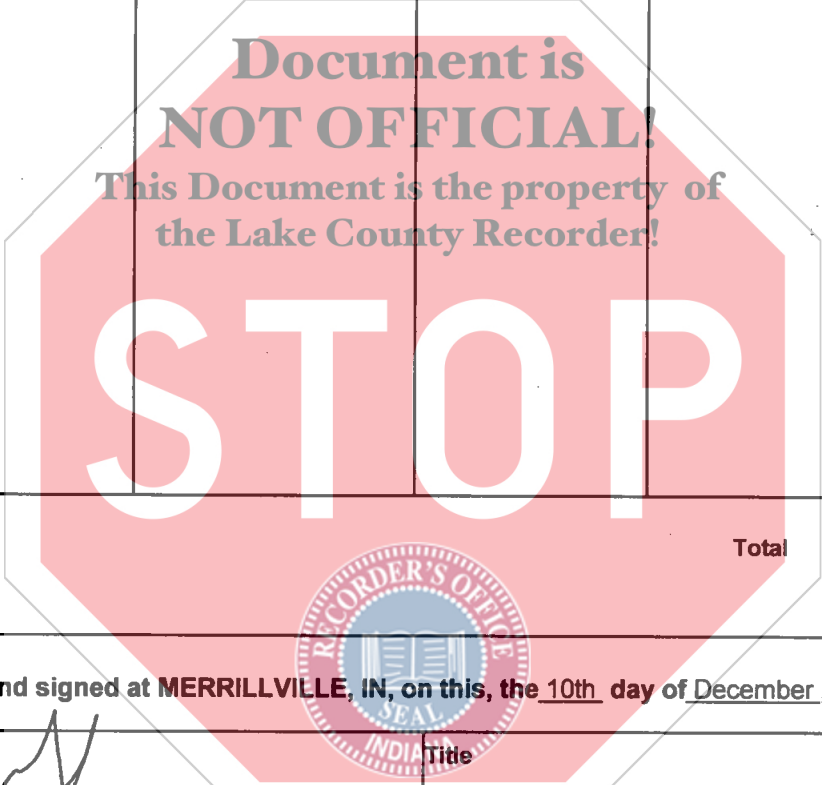 Document is
NOT OFFICIAL!
This Document is the property of
the Lake County Recorder!
STOP
Total
RECORDER'S OFFICE
nd signed at MERRILLVILLE, IN, on this, the 10th day of December
SEAL
INDIANA
Title